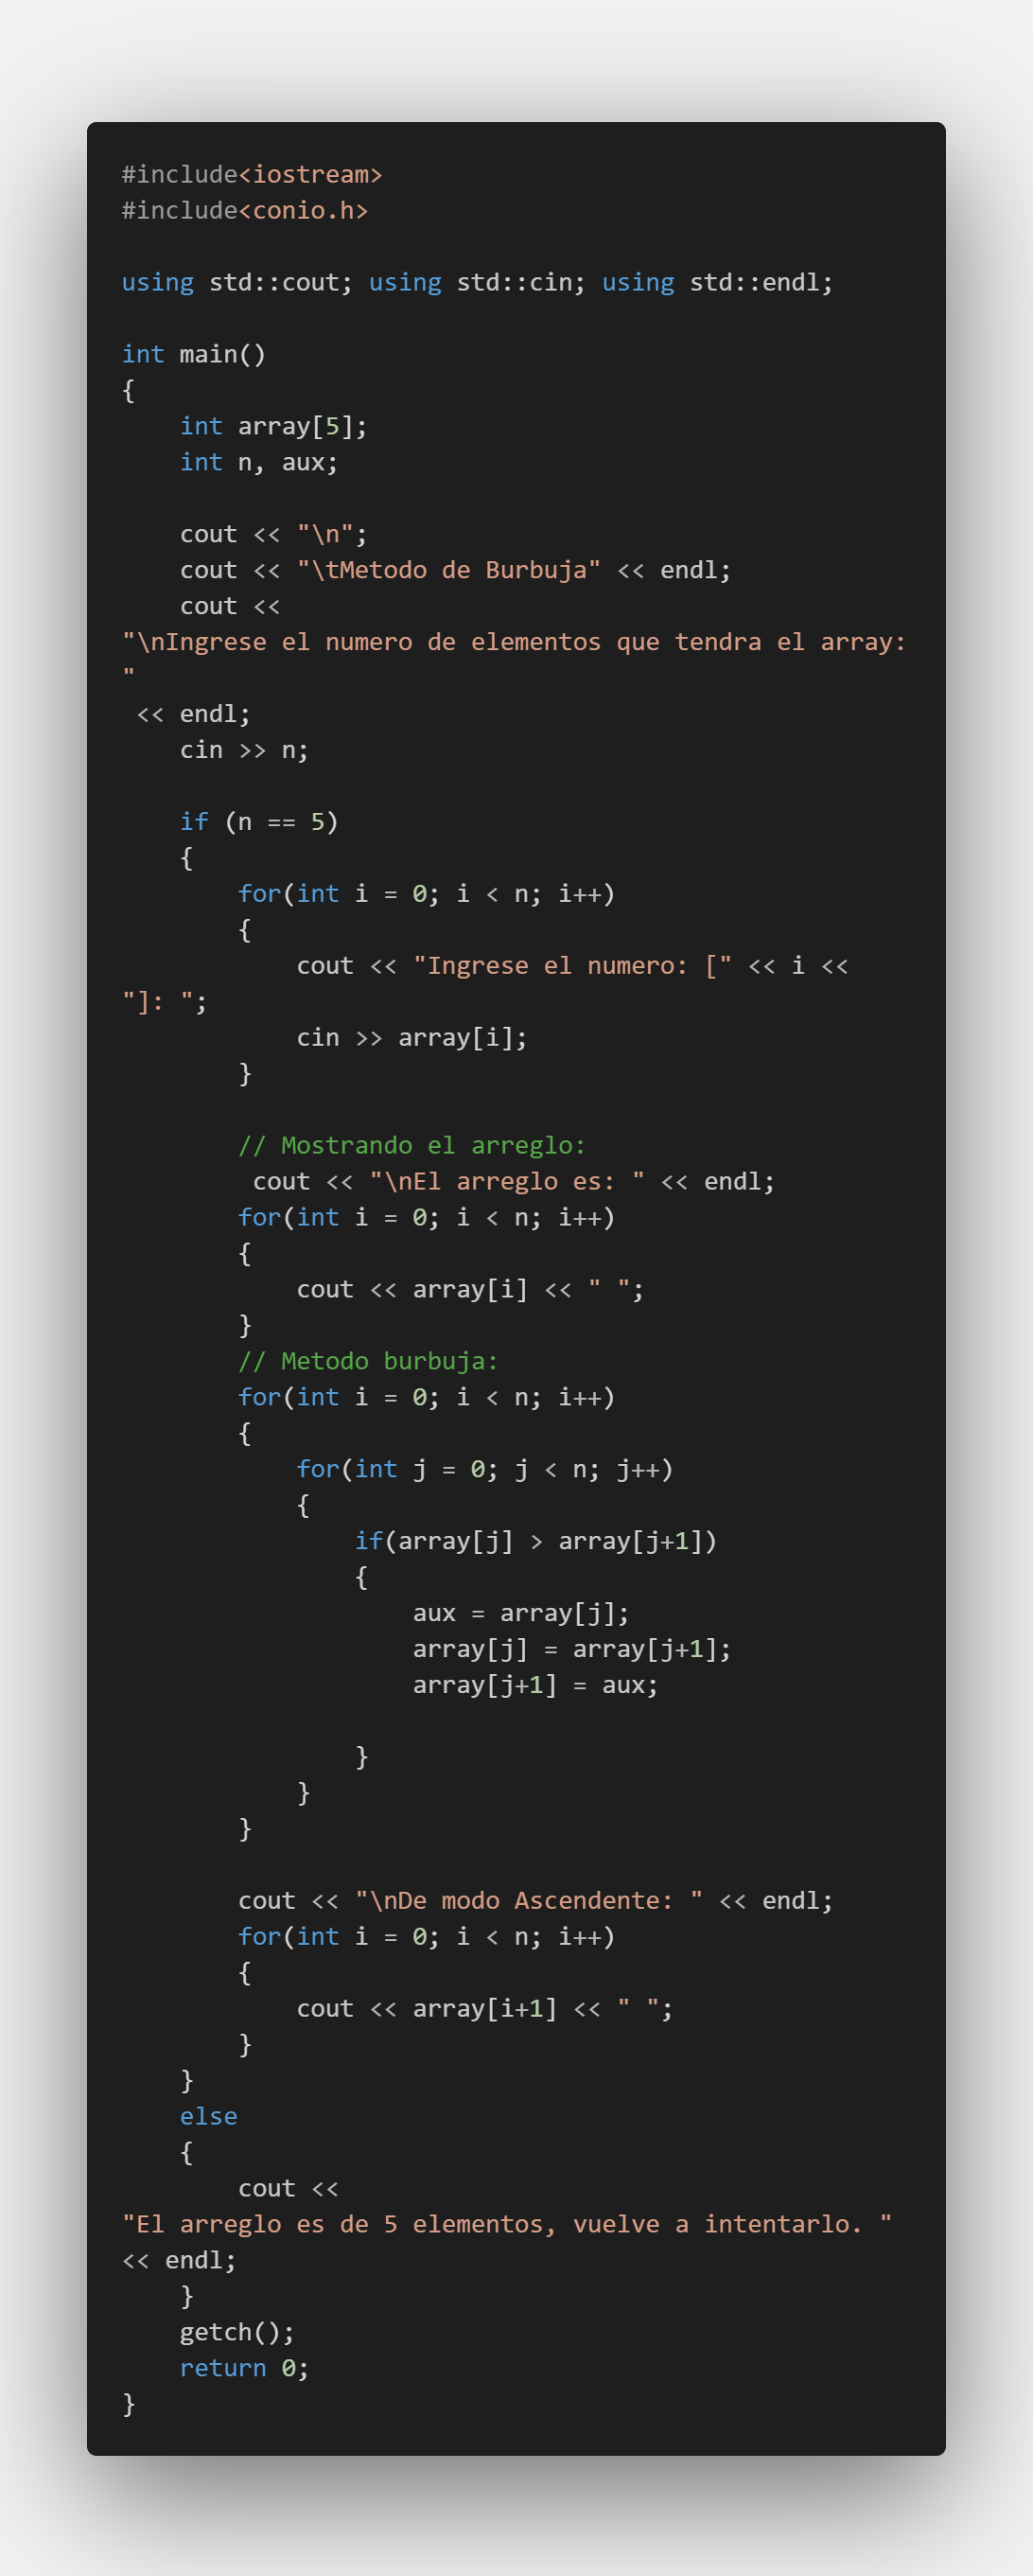 #include<iostream>
#include<conio.h>

using std::cout; using std::cin; using std::endl;

int main()
{
    int array[5];
    int n, aux;

    cout << "\n";
    cout << "\tMetodo de Burbuja" << endl;
    cout <<
"\nIngrese el numero de elementos que tendra el array:
"
 << endl;
    cin >> n;

    if (n == 5)
    {
        for(int i = 0; i < n; i++)
        {
            cout << "Ingrese el numero: [" << i <<
"]: ";
            cin >> array[i];
        }

        // Mostrando el arreglo:
         cout << "\nEl arreglo es: " << endl;
        for(int i = 0; i < n; i++)
        {
            cout << array[i] << " ";
        }
        // Metodo burbuja:
        for(int i = 0; i < n; i++)
        {
            for(int j = 0; j < n; j++)
            {
                if(array[j] > array[j+1])
                {
                    aux = array[j];
                    array[j] = array[j+1];
                    array[j+1] = aux;

                }
            }
        }

        cout << "\nDe modo Ascendente: " << endl;
        for(int i = 0; i < n; i++)
        {
            cout << array[i+1] << " ";
        }
    }
    else
    {
        cout <<
"El arreglo es de 5 elementos, vuelve a intentarlo. "
<< endl;
    }
    getch();
    return 0;
}